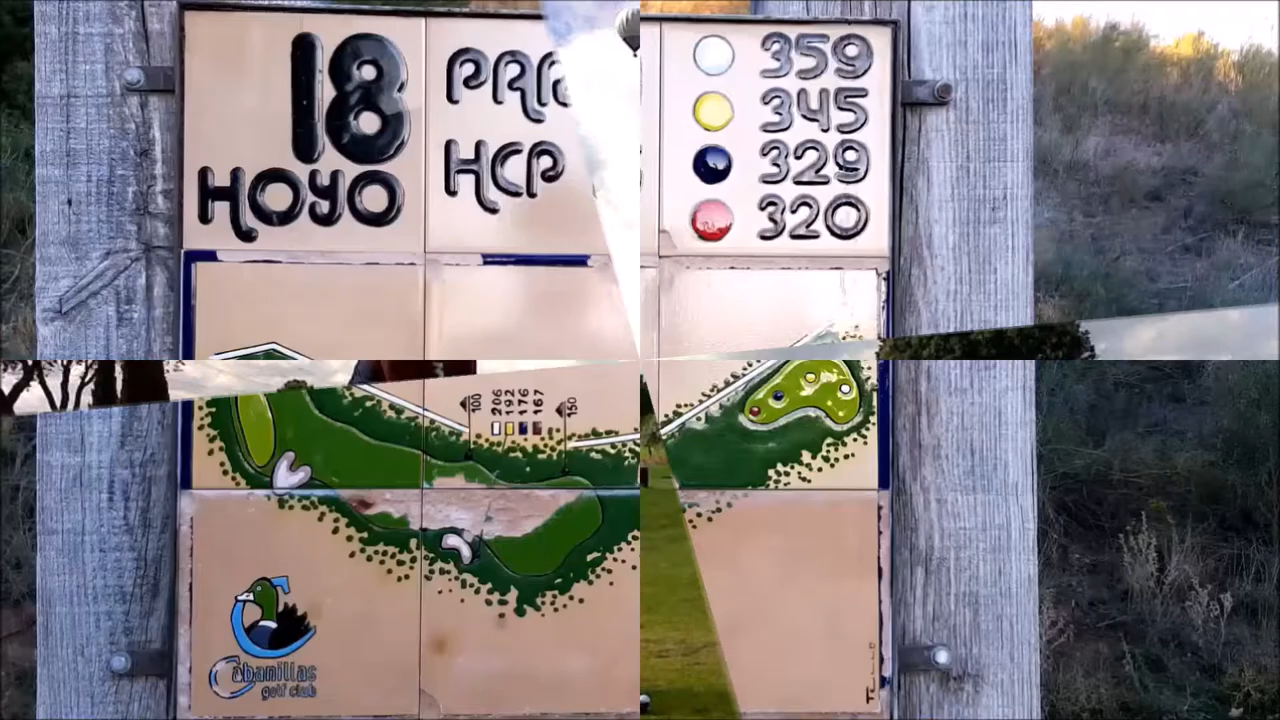 18
HOYO
HCP
359
345
329
320
100
206
192
176
167
150
Cabanillas
golf club